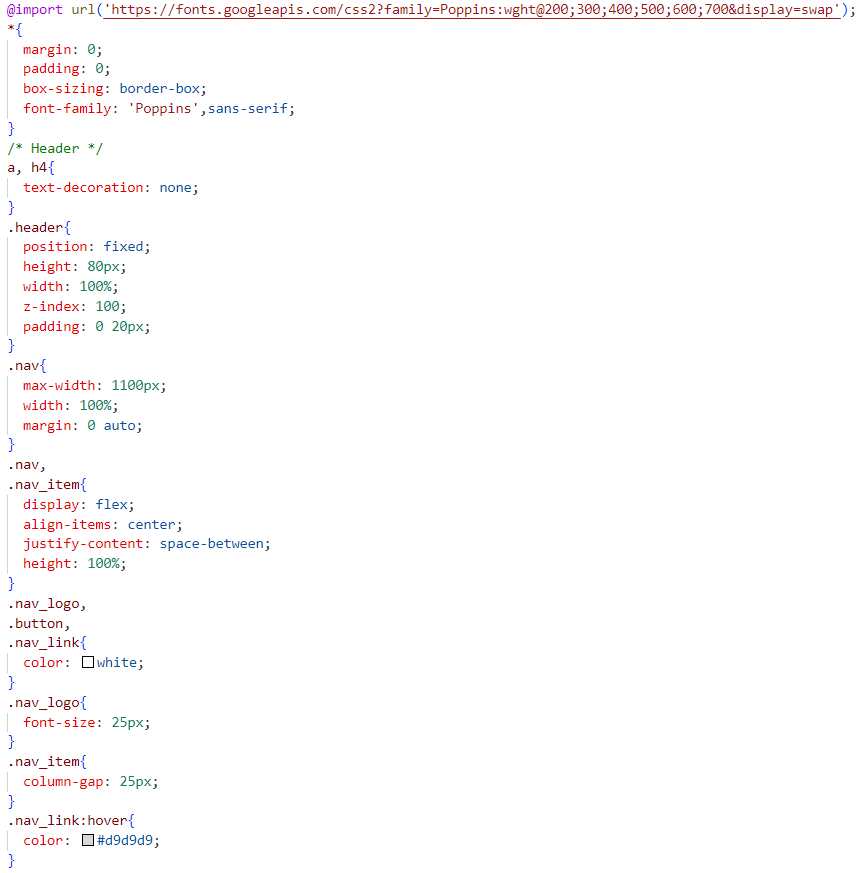 @import url('https://fonts.googleapis.com/css2?family=Poppins:wght@200;300;400;500;600;700&display=swap');
*{
margin: 0;
padding: 0;
box-sizing: border-box;
font-family: 'Poppins',sans-serif;
}
/* Header */
a, h4{
text-decoration: none;
}
.header{
position: fixed;
height: 80px;
width: 100%;
z-index: 100;
padding: 0 20px;
}
.nav{
max-width: 1100px;
width: 100%;
margin: 0 auto;
}
.nav,
.nav_item{
display: flex;
align-items: center;
justify-content: space-between;
height: 100%;
}
.nav_logo,
.button,
.nav_link{
color: white;
}
.nav_logo{
font-size: 25px;
}
.nav_item{
column-gap: 25px;
}
.nav_link:hover{
color: #d9d9d9;
}